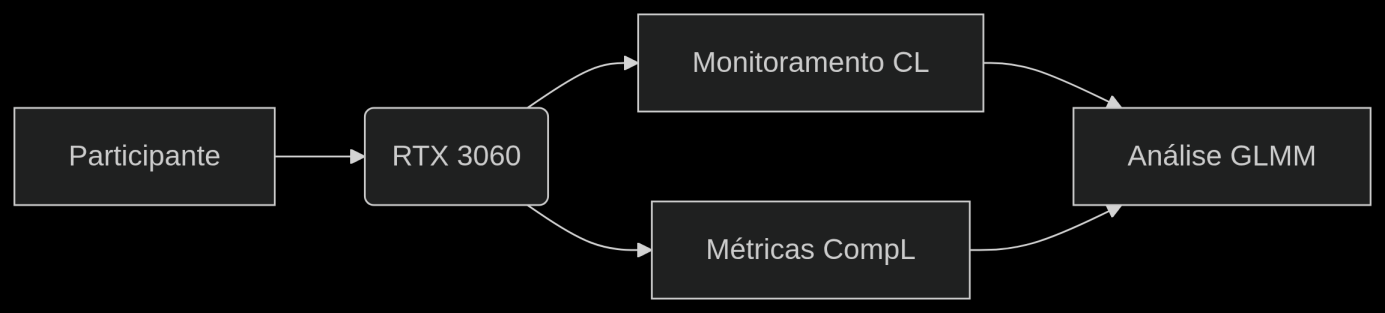 Participante
RTX 3060
Monitoramento CL
Métricas CompL
Análise GLMM